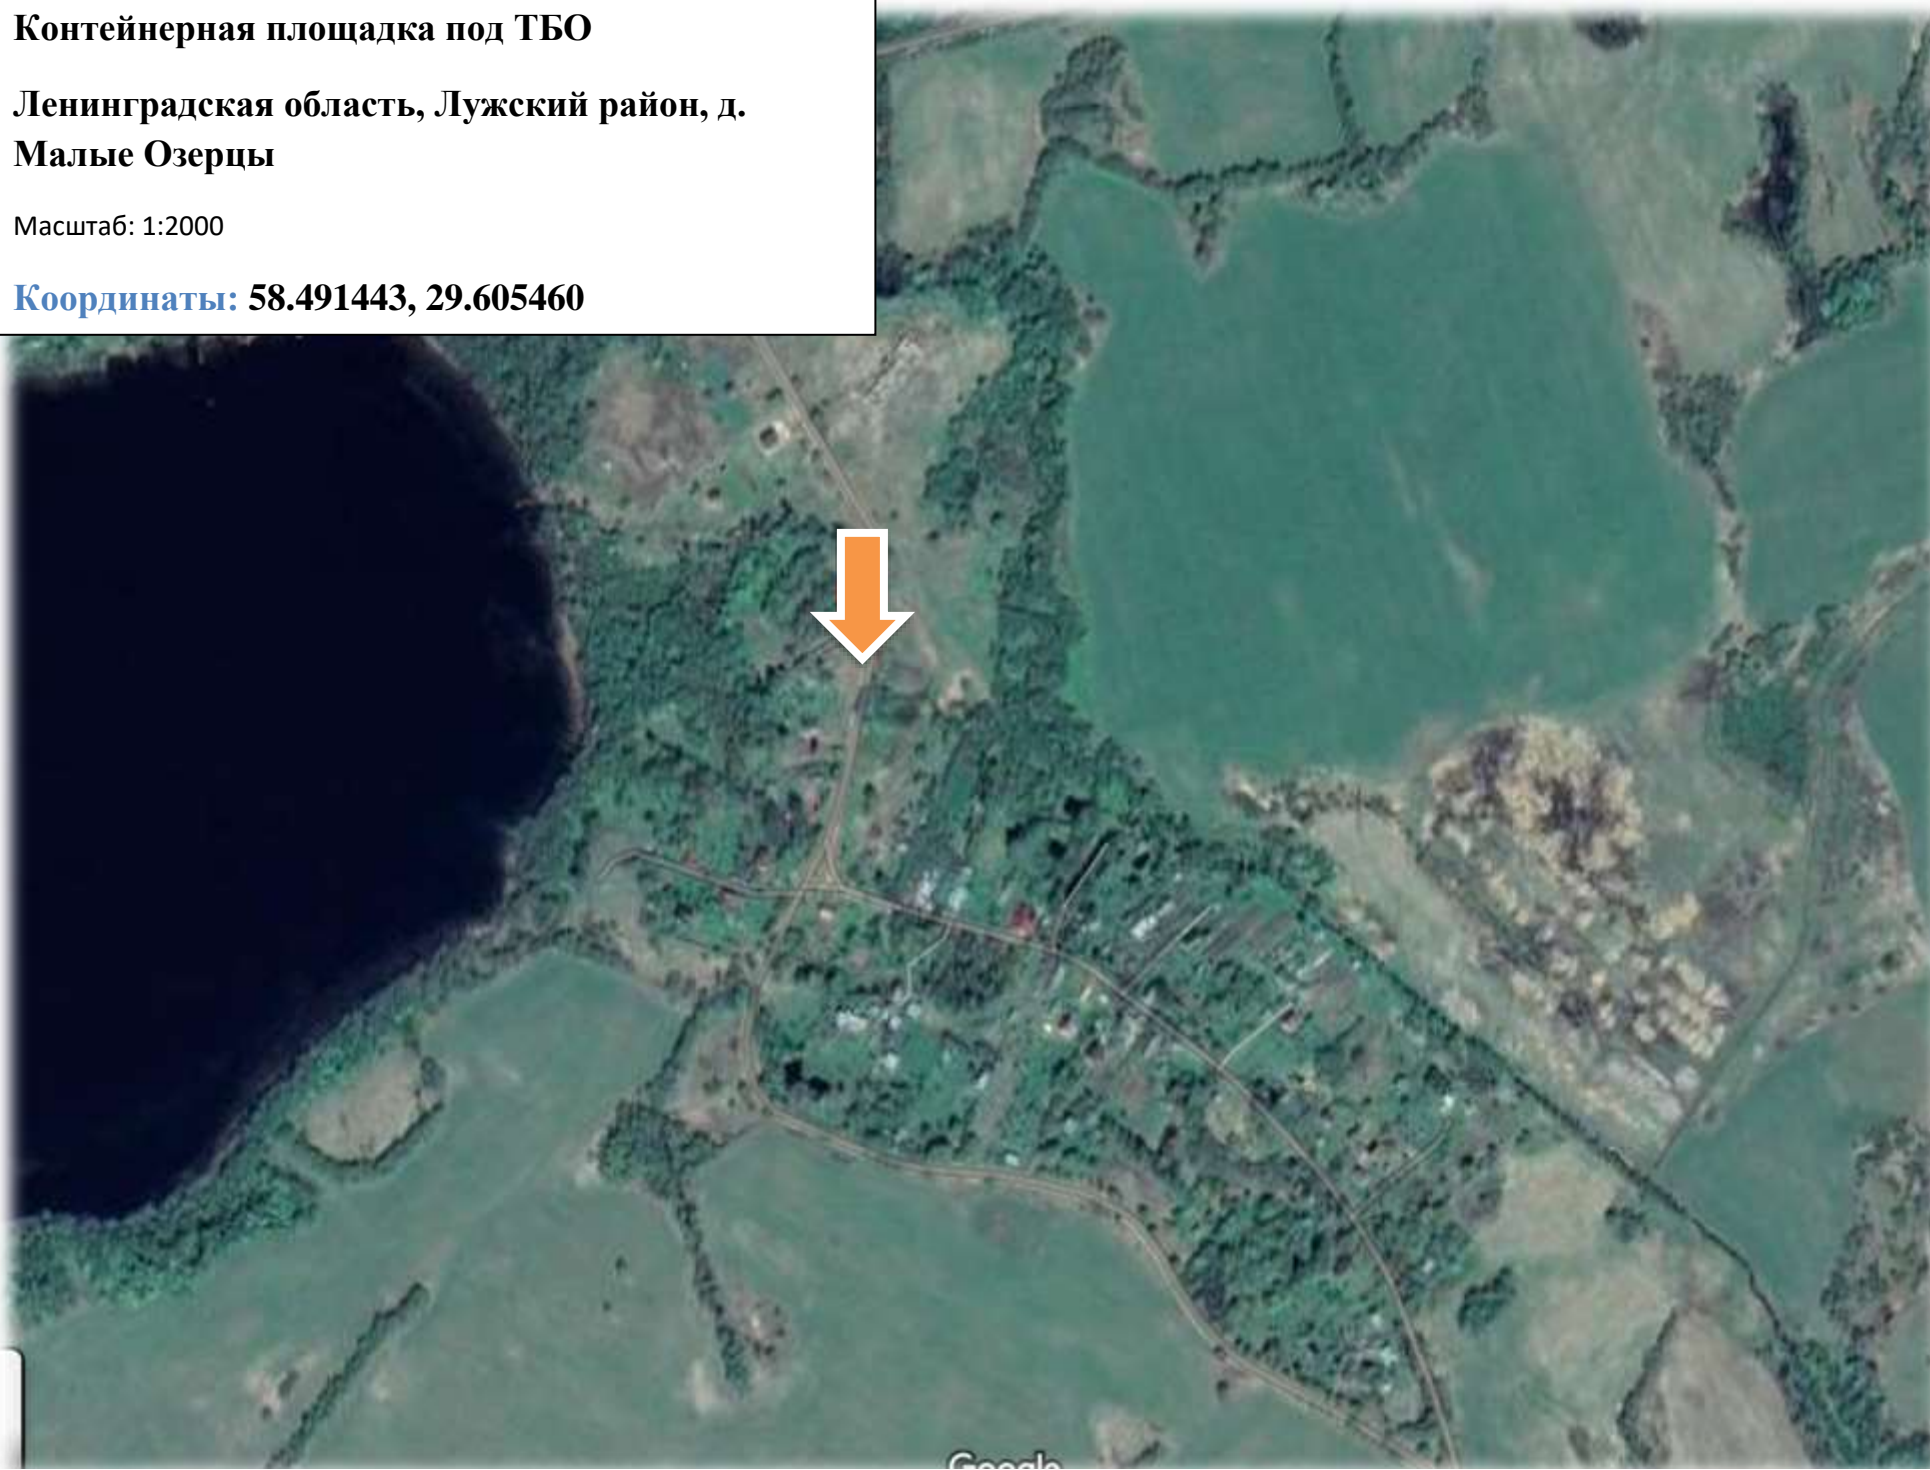 Контейнерная площадка под ТБО
Ленинградская область, Лужский район, д.
Малые Озерцы
Масштаб: 1:2000
Координаты: 58.491443, 29.605460
Google